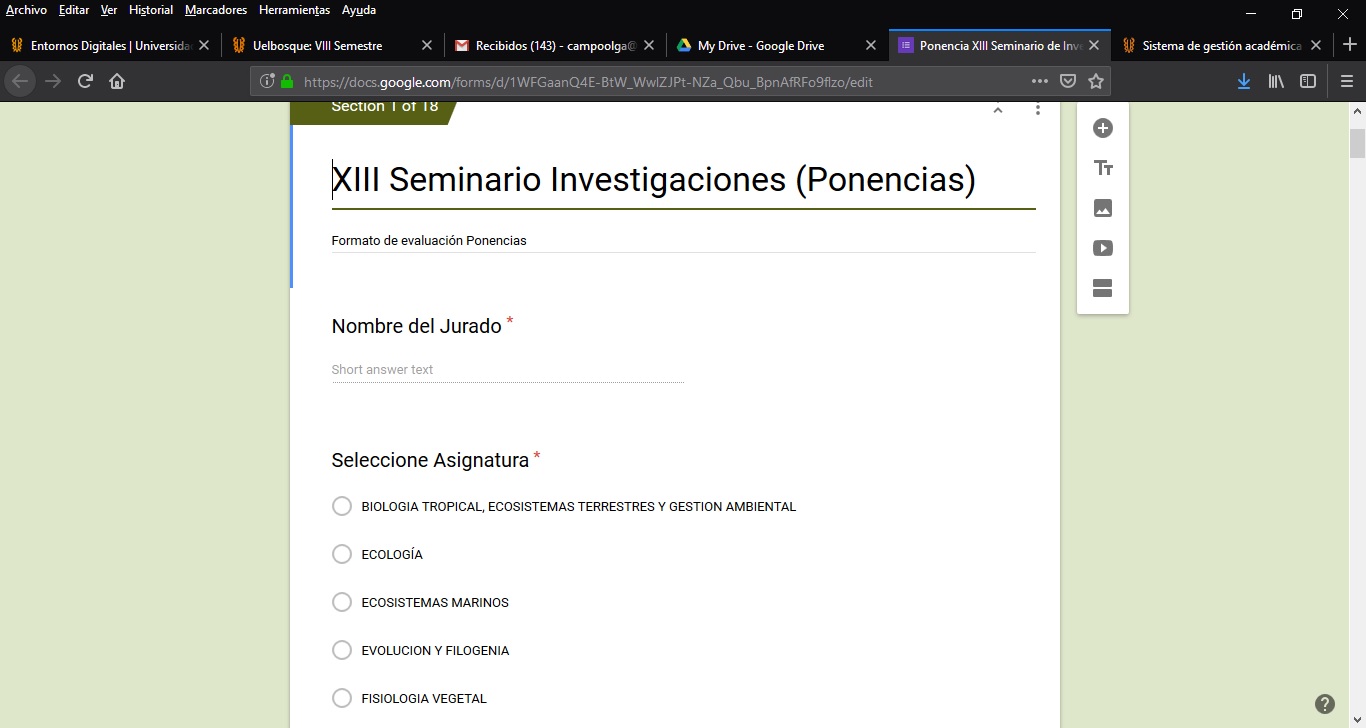 Archivo Editar Ver Historial Marcadores Herramientas Ayuda
Entornos Digitales | Universida
Uelbosque: VIII Semestre
Recibidos (143) - campoolga@
My Drive - Google Drive
Ponencia XIII Seminario de Inv
Sistema de gestión académica
https://docs.google.com/forms/d/1WFGaanQ4E-BtW_WwlZJPt-NZa_Qbu_BpnAfRFo9flzo/edit
Section 1 of 18
XIII Seminario Investigaciones (Ponencias)
Formato de evaluación Ponencias
Nombre del Jurado *
Short answer text
Seleccione Asignatura *
BIOLOGIA TROPICAL, ECOSISTEMAS TERRESTRES Y GESTION AMBIENTAL
ECOLOGÍA
ECOSISTEMAS MARINOS
EVOLUCION Y FILOGENIA
FISIOLOGIA VEGETAL